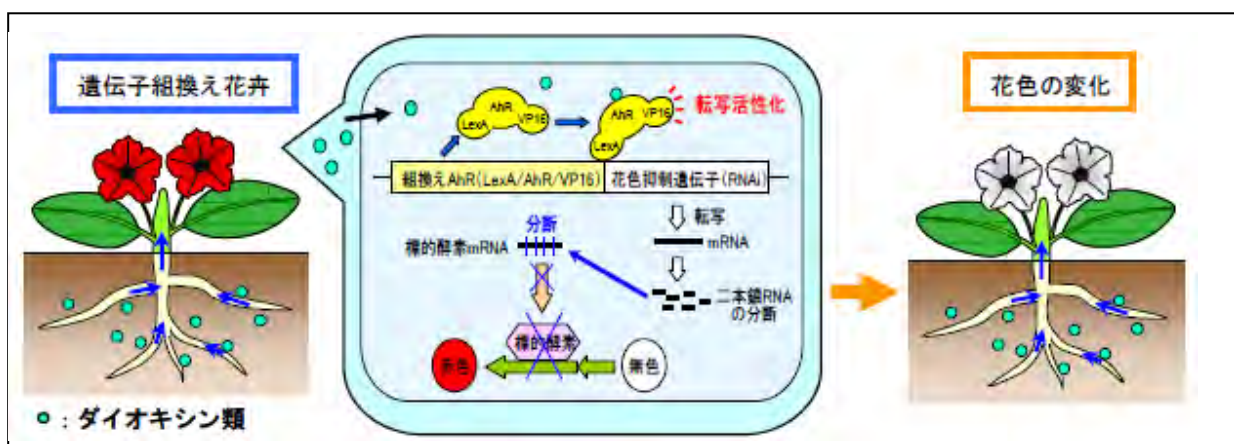 遺伝子組換え花卉
花色の変化
AhR
LexA
VP16
AhR
VP16
LexA
転写活性化
組換えAhR(LexA/AhR/VP16)
花色抑制遺伝子(RNAi)
分断
標的酵素mRNA
転写
mRNA
二本鎖RNA
の分断
標的酵素
赤色
無色
：ダイオキシン類